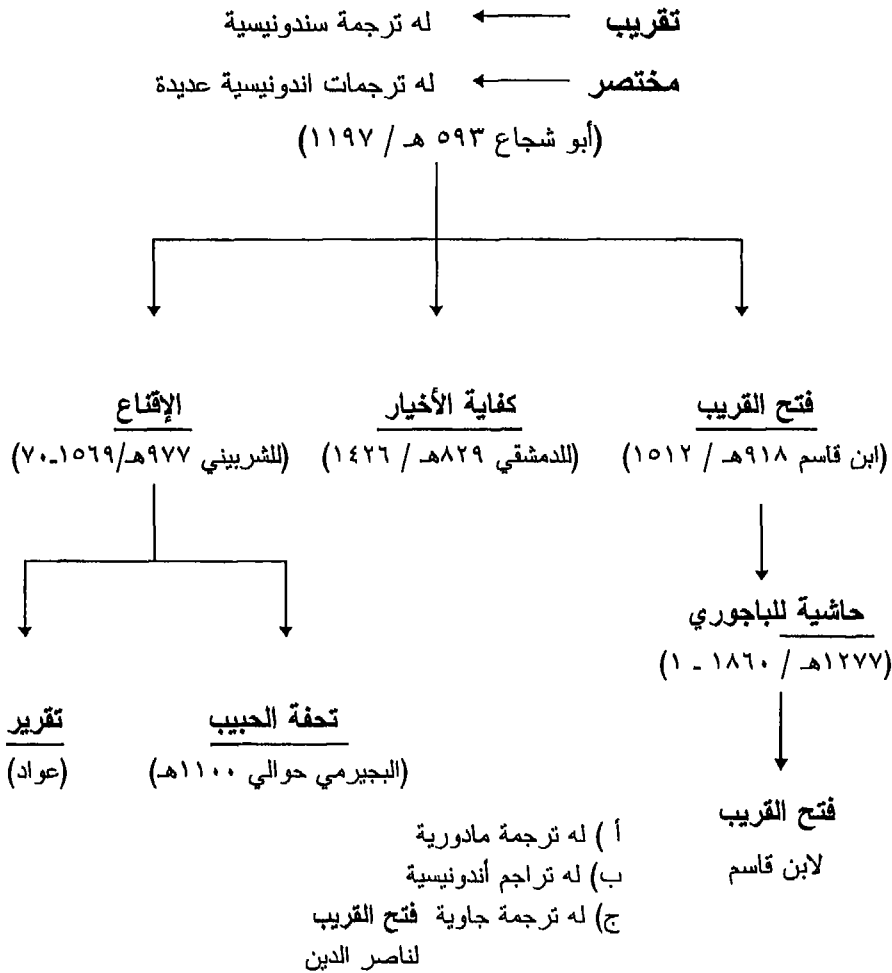 تقريب ← له ترجمة سندونيسية
مختصر ← له ترجمات اندونيسية عديدة
(أبو شجاع ٥٩٣ هـ / ١١٩٧)
فتح القريب
(ابن قاسم ٩١٨هـ / ١٥١٢)
كفاية الأخيار
(للدمشقي ٨٢٩هـ / ١٤٢٦)
الإقناع
(للشربيني ٩٧٧هـ/١٥٦٩ـ٧٠)
حاشية للباجوري
(١٢٧٧هـ / ١٨٦٠ ـ ١)
تحفة الحبيب
(البجيرمي حوالي ١١٠٠هـ)
تقرير
(عواد)
فتح القريب
لابن قاسم
أ ) له ترجمة مادورية
ب) له تراجم أندونيسية
ج) له ترجمة جاوية فتح القريب
لناصر الدين